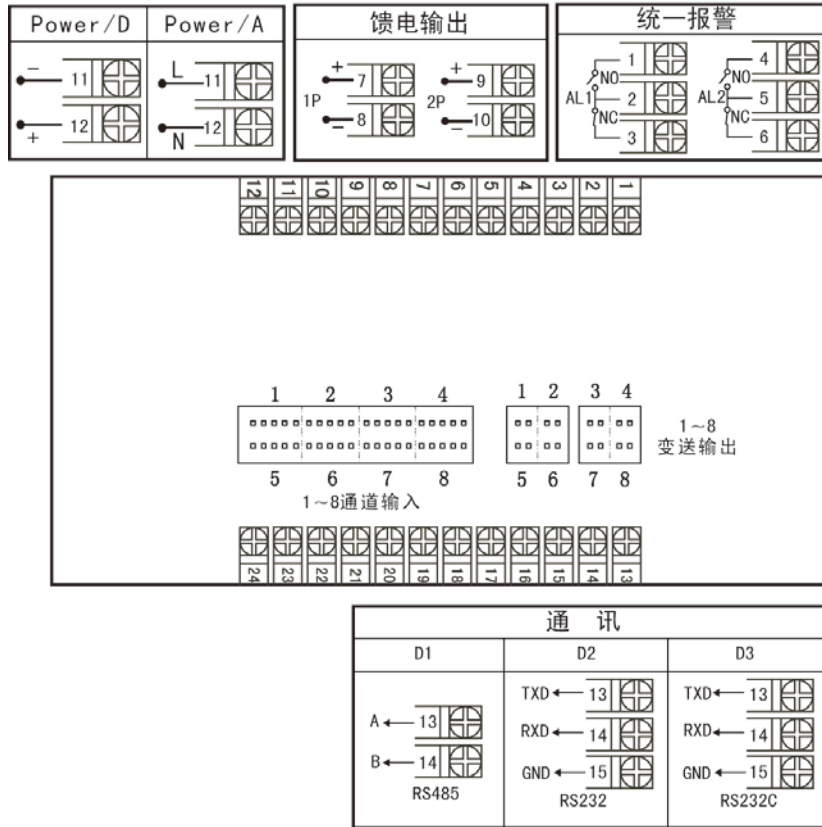 Power/D Power/A 馈电输出 统一报警
− 11 L 11 + 7 + 9 1 NO 4 NO
1P 2P AL1 2 AL2 5
+ 12 N 12 − 8 − 10 NC 3 NC 6
12 11 10 9 8 7 6 5 4 3 2 1
1 2 3 4 1 2 3 4
1~8
变送输出
5 6 7 8 5 6 7 8
1~8通道输入
24 23 22 21 20 19 18 17 16 15 14 13
通 讯
D1 D2 D3
TXD 13 TXD 13
A 13 RXD 14 RXD 14
B 14 GND 15 GND 15
RS485 RS232 RS232C